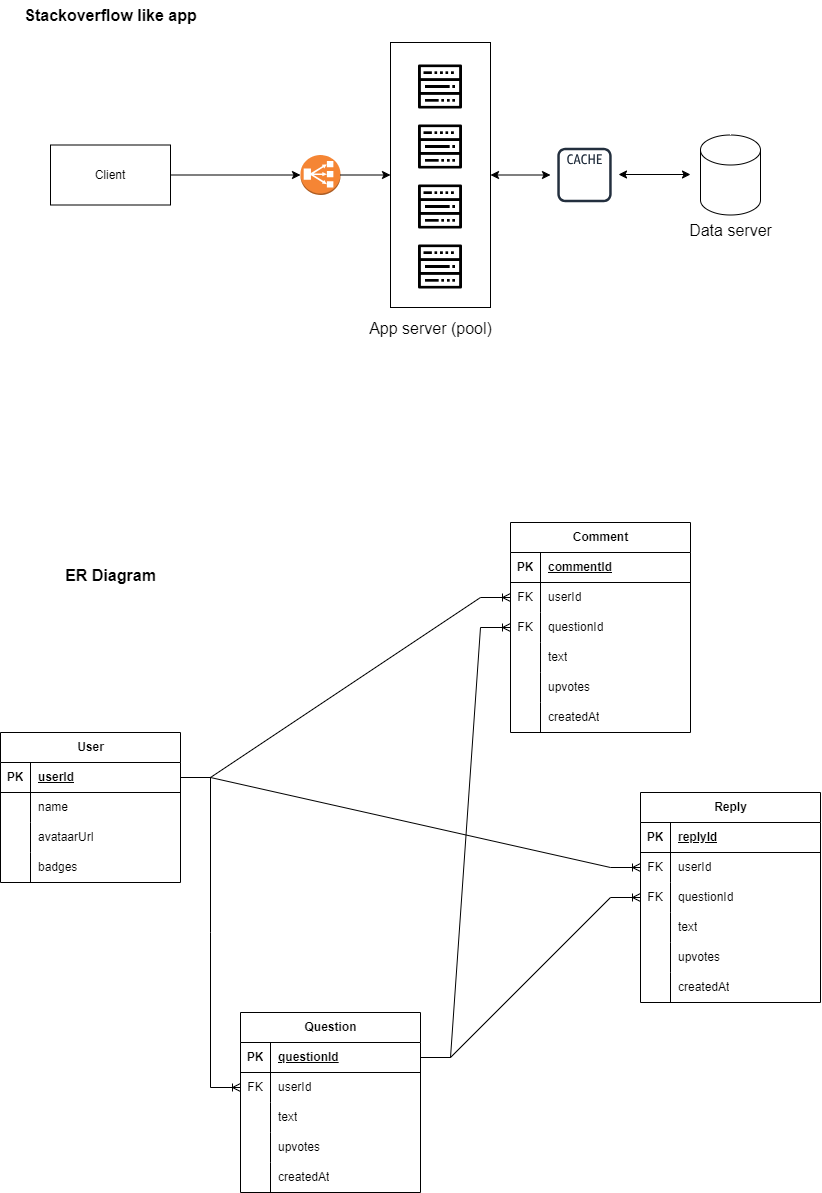 Stackoverflow like app
Client
CACHE
Data server
App server (pool)
ER Diagram
Comment
PK commentId
FK userId
FK questionId
text
upvotes
createdAt
User
PK userId
name
avataarUrl
badges
Reply
PK replyId
FK userId
FK questionId
text
upvotes
createdAt
Question
PK questionId
FK userId
text
upvotes
createdAt